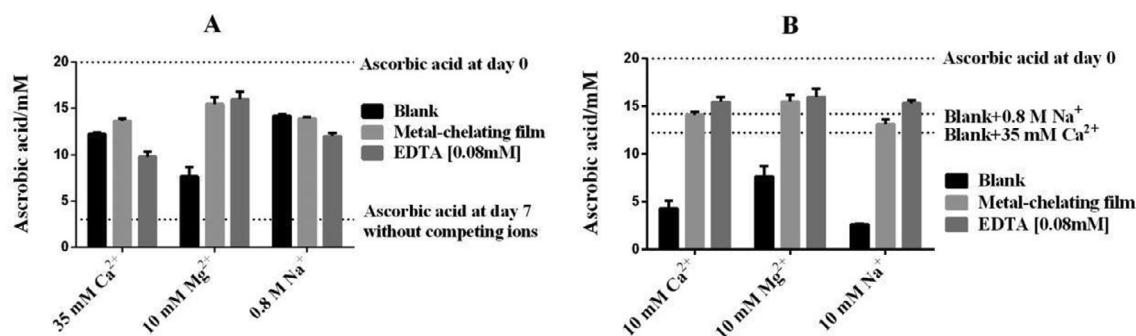 A
Ascrobic acid/mM
20
15
10
5
0
Ascorbic acid at day 0
Blank
Metal-chelating film
EDTA [0.08mM]
Ascorbic acid at day 7
without competing ions
35 mM Ca²⁺
10 mM Mg²⁺
0.8 M Na⁺
B
Ascrobic acid/mM
20
15
10
5
0
Ascorbic acid at day 0
Blank+0.8 M Na⁺
Blank+35 mM Ca²⁺
Blank
Metal-chelating film
EDTA [0.08mM]
10 mM Ca²⁺
10 mM Mg²⁺
10 mM Na⁺